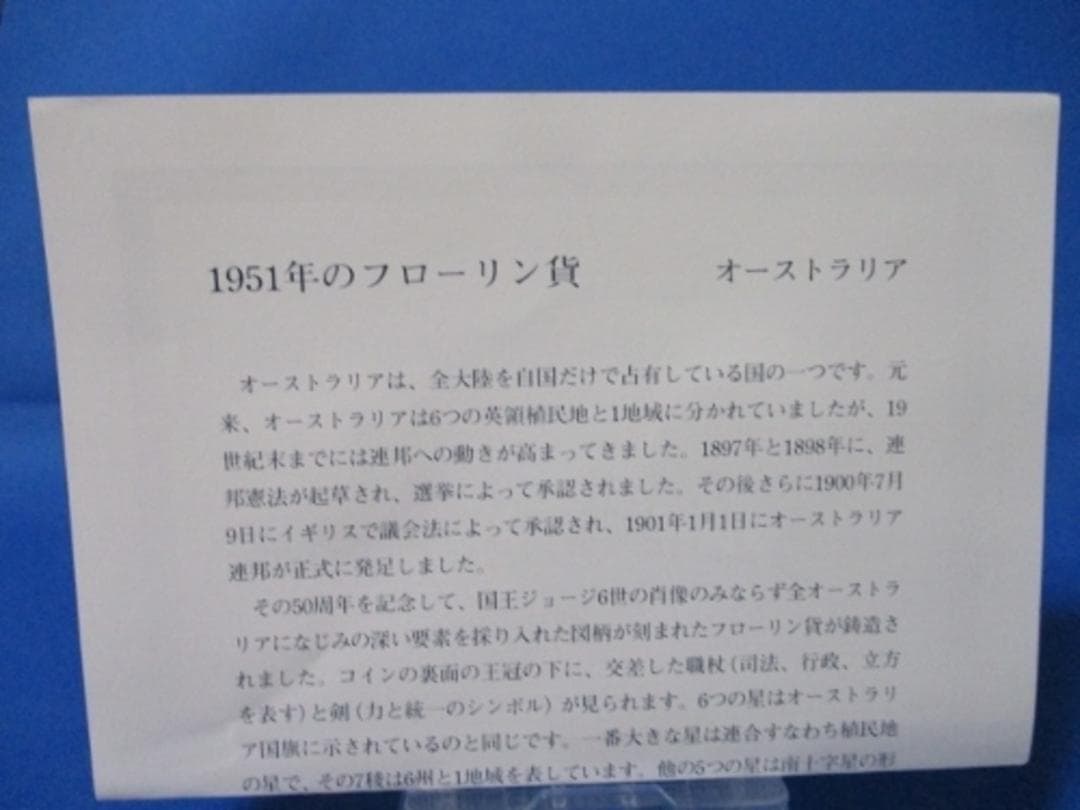 1951年のフローリン貨 オーストラリア
オーストラリアは、全大陸を自国だけで占有している国の一つです。元
来、オーストラリアは6つの英領植民地と1地域に分かれていましたが、19
世紀末までには連邦への動きが高まってきました。1897年と1898年に、連
邦憲法が起草され、選挙によって承認されました。その後さらに1900年7月
9日にイギリスで議会法によって承認され、1901年1月1日にオーストラリア
連邦が正式に発足しました。
その50周年を記念して、国王ジョージ6世の肖像のみならず全オーストラ
リアになじみの深い要素を採り入れた図柄が刻まれたフローリン貨が鋳造さ
れました。コインの裏面の王冠の下に、交差した職杖(司法、行政、立方
を表す)と剣(力と統一のシンボル)が見られます。6つの星はオーストラリ
ア国旗に示されているのと同じです。一番大きな星は連合すなわち植民地
の星で、その7稜は6州と1地域を表しています。他の5つの星は南十字星の形